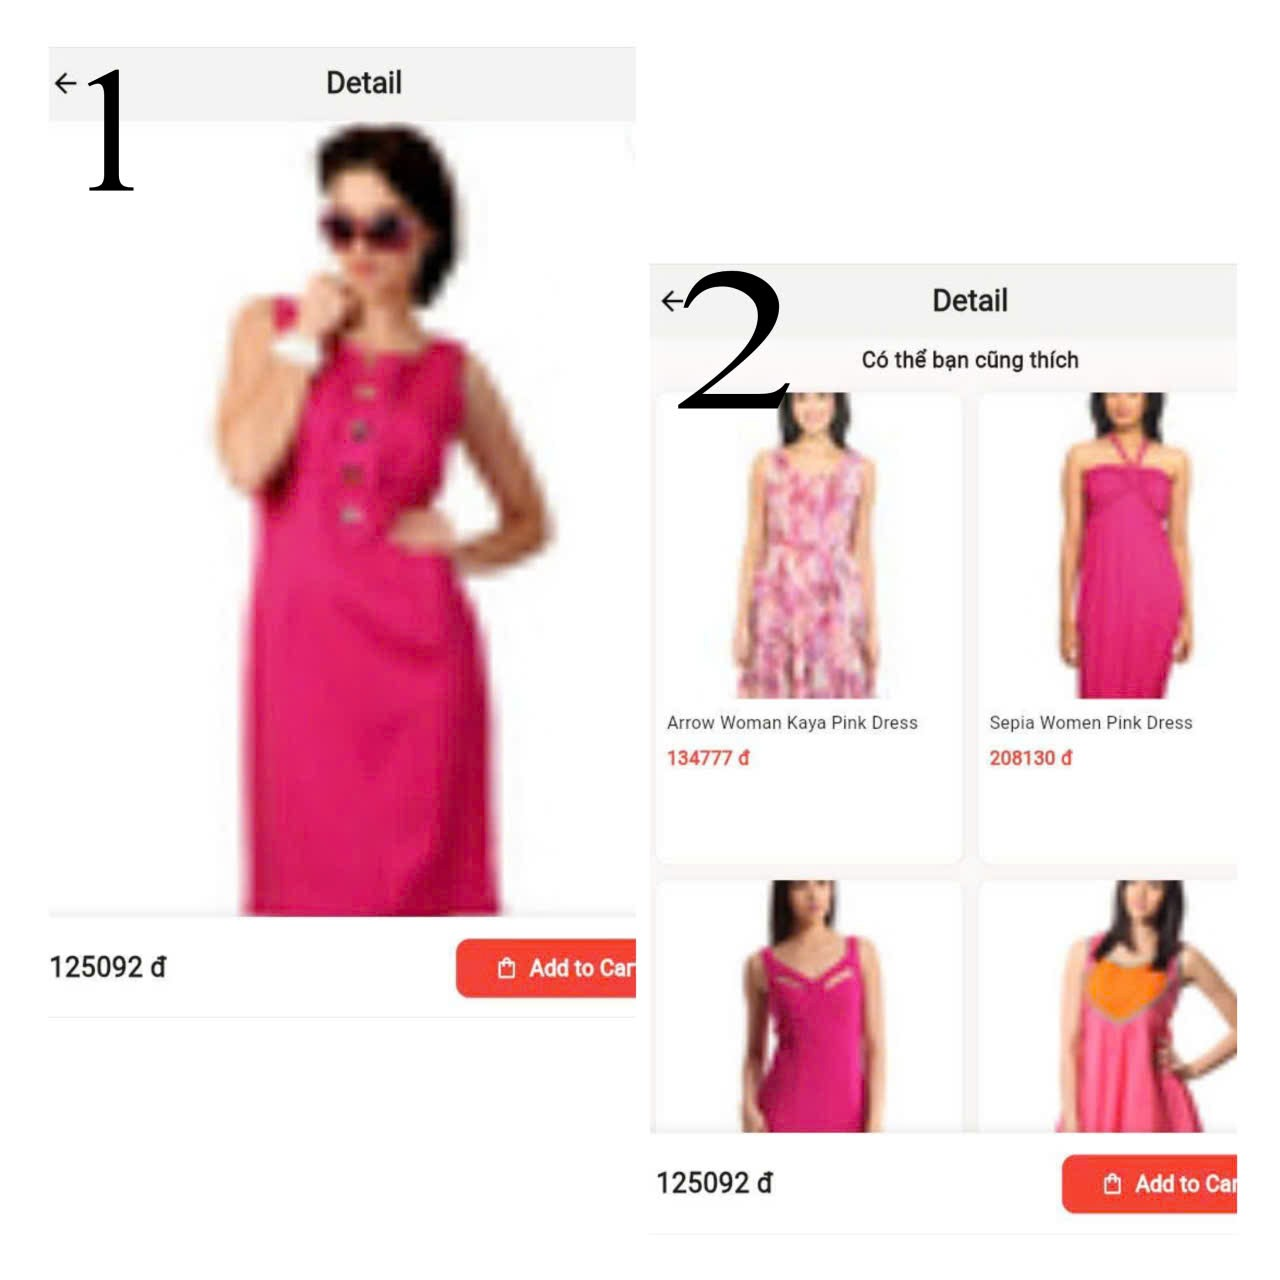 1
Detail
125092 đ
Add to Car
2
Detail
Có thể bạn cũng thích
Arrow Woman Kaya Pink Dress
134777 đ
Sepia Women Pink Dress
208130 đ
125092 đ
Add to Car